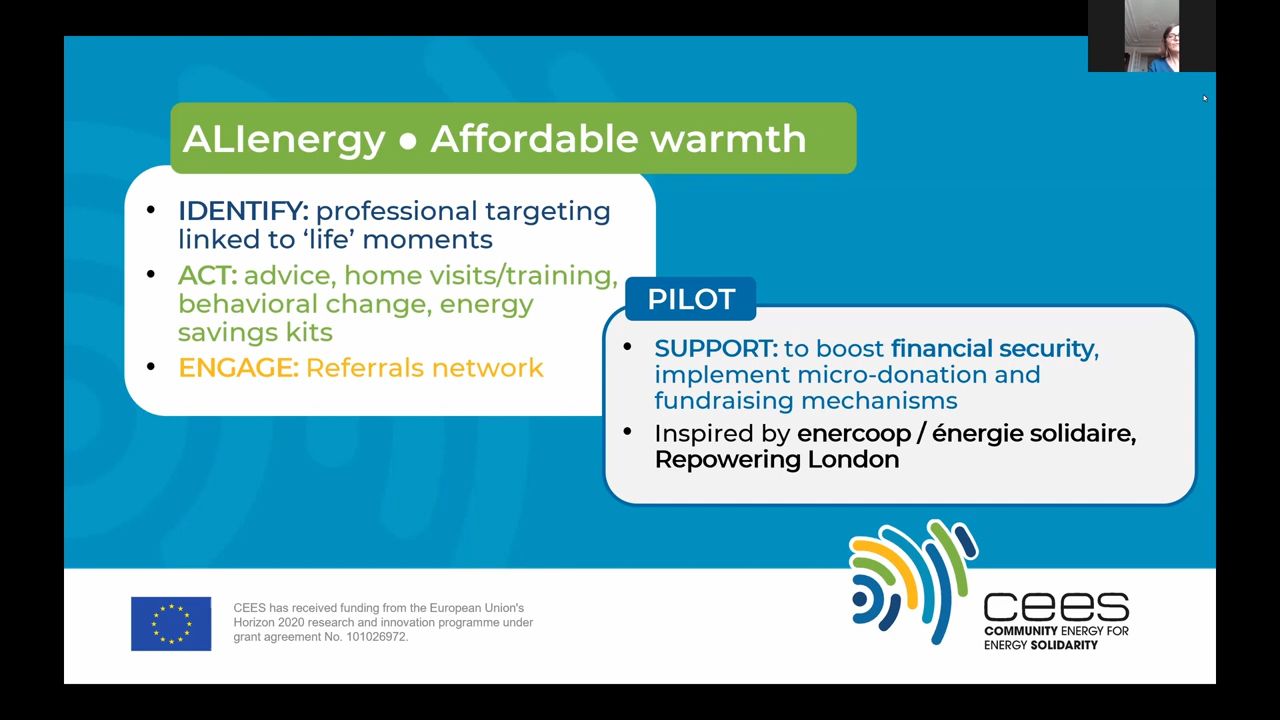 ALIenergy ● Affordable warmth
• IDENTIFY: professional targeting
linked to ‘life’ moments
• ACT: advice, home visits/training,
behavioral change, energy
savings kits
• ENGAGE: Referrals network
PILOT
• SUPPORT: to boost financial security,
implement micro-donation and
fundraising mechanisms
• Inspired by enercoop / énergie solidaire,
Repowering London
CEES has received funding from the European Union's
Horizon 2020 research and innovation programme under
grant agreement No. 101026972.
cees
COMMUNITY ENERGY FOR
ENERGY SOLIDARITY